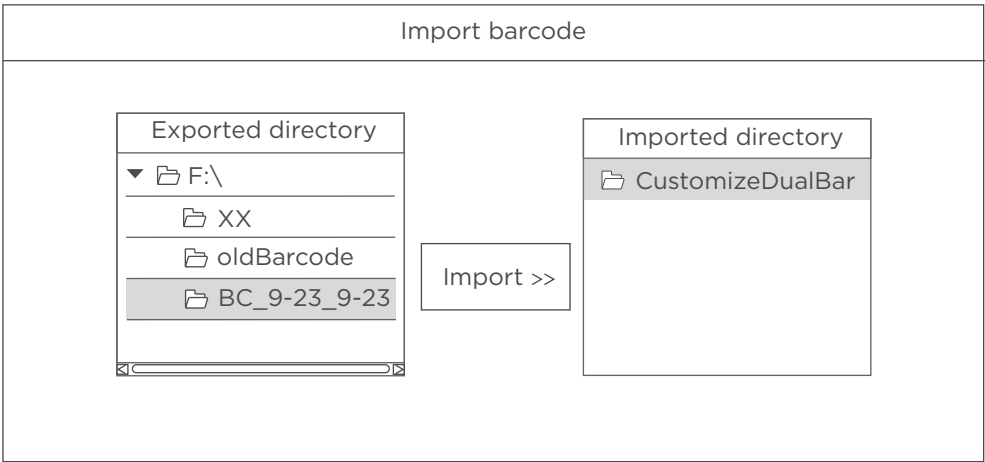 Import barcode
Exported directory
F:\
XX
oldBarcode
BC_9-23_9-23
Import >>
Imported directory
CustomizeDualBar